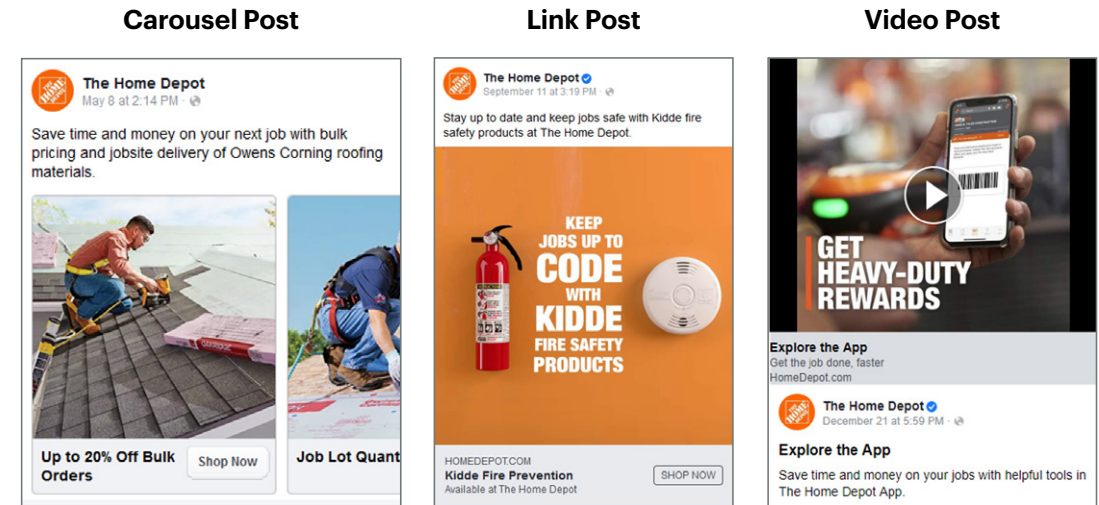 Carousel Post
The Home Depot
May 8 at 2:14 PM ·
Save time and money on your next job with bulk
pricing and jobsite delivery of Owens Corning roofing
materials.
Up to 20% Off Bulk
Orders
Shop Now
Job Lot Quant
Link Post
The Home Depot
September 11 at 3:19 PM ·
Stay up to date and keep jobs safe with Kidde fire
safety products at The Home Depot.
KEEP
JOBS UP TO
CODE
WITH
KIDDE
FIRE SAFETY
PRODUCTS
HOMEDEPOT.COM
Kidde Fire Prevention
Available at The Home Depot
SHOP NOW
Video Post
GET
HEAVY-DUTY
REWARDS
Explore the App
Get the job done, faster
HomeDepot.com
The Home Depot
December 21 at 5:59 PM ·
Explore the App
Save time and money on your jobs with helpful tools in
The Home Depot App.